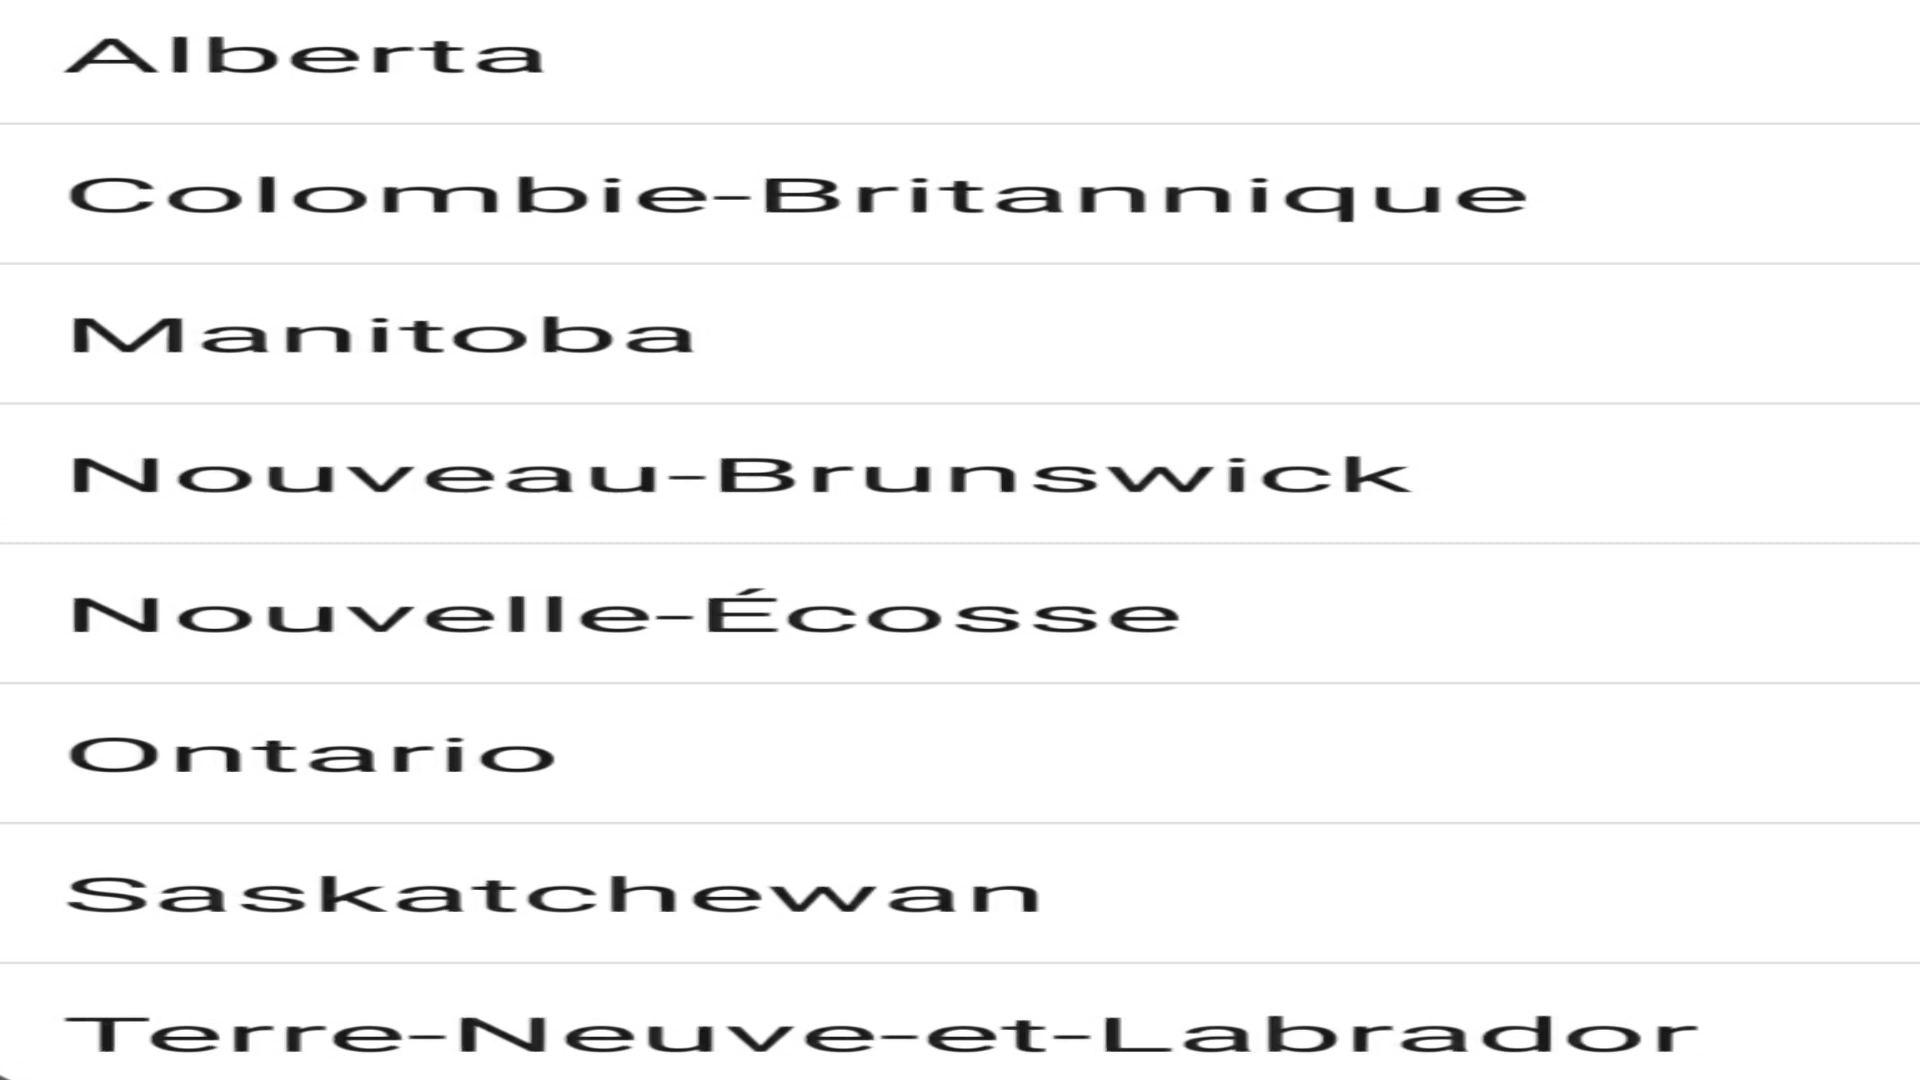 Alberta
Colombie-Britannique
Manitoba
Nouveau-Brunswick
Nouvelle-Écosse
Ontario
Saskatchewan
Terre-Neuve-et-Labrador